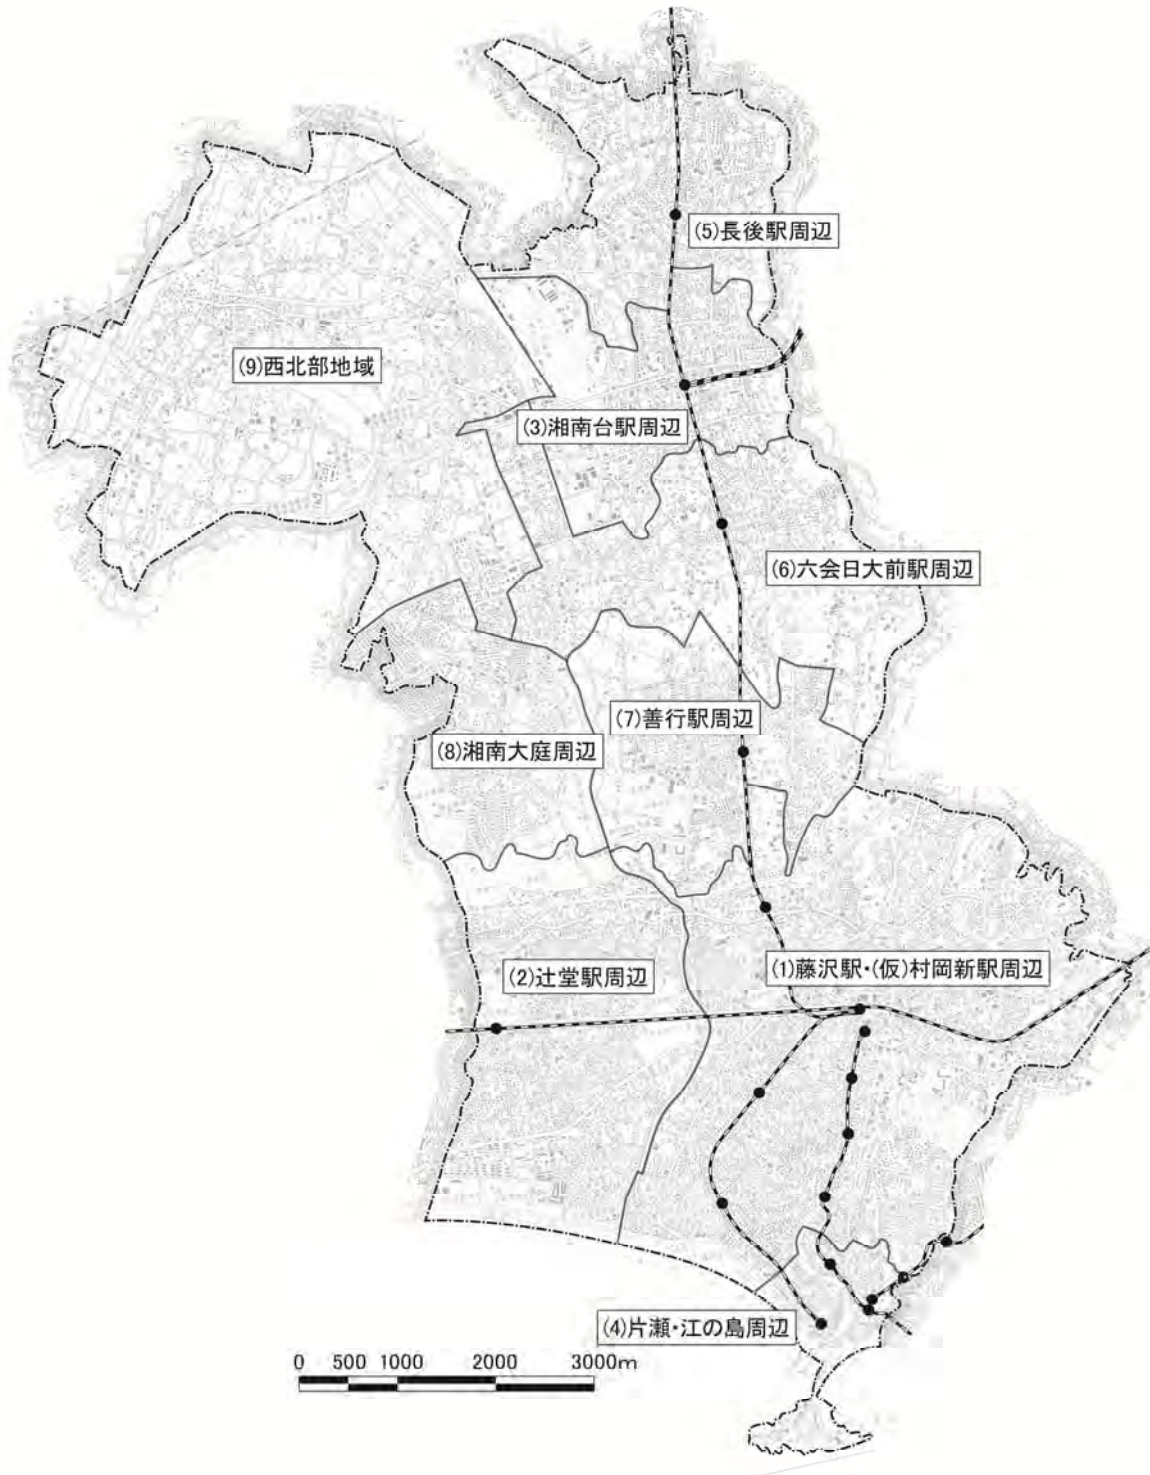 (5)長後駅周辺
(9)西北部地域
(3)湘南台駅周辺
(6)六会日大前駅周辺
(7)善行駅周辺
(8)湘南大庭周辺
(1)藤沢駅・(仮)村岡新駅周辺
(2)辻堂駅周辺
(4)片瀬・江の島周辺
0 500 1000 2000 3000m